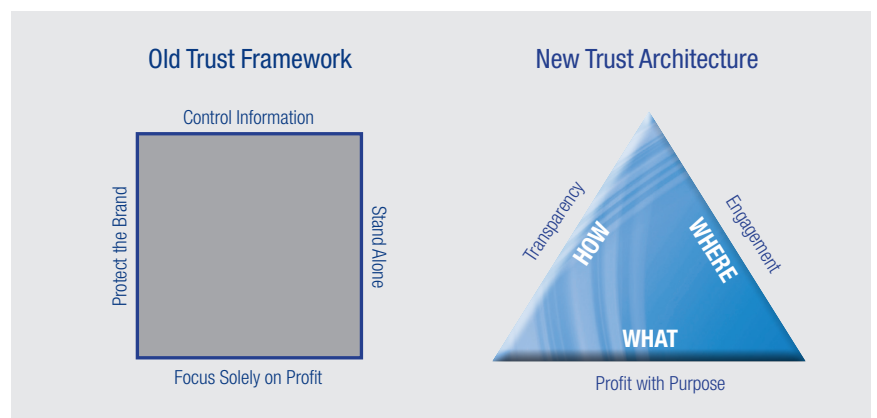 Old Trust Framework
Control Information
Protect the Brand
Stand Alone
Focus Solely on Profit
New Trust Architecture
Transparency
HOW
WHERE
Engagement
WHAT
Profit with Purpose